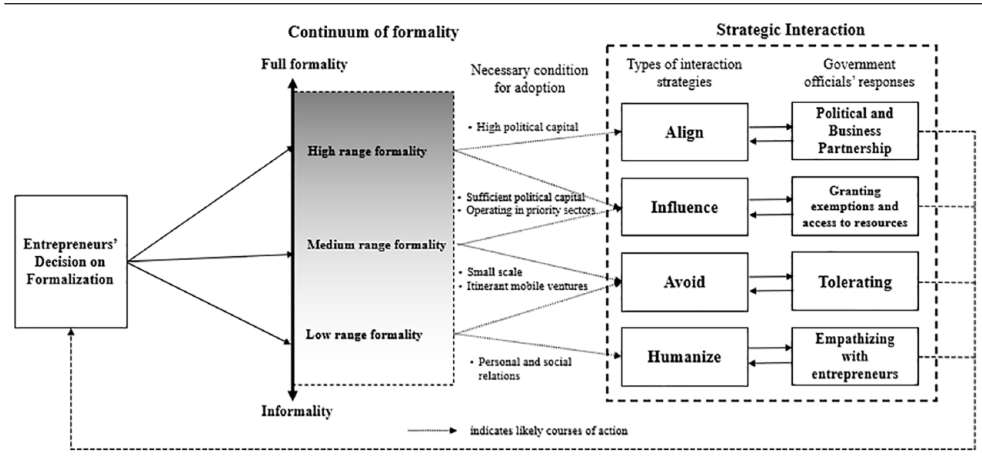 Continuum of formality
Strategic Interaction
Full formality
Necessary condition
for adoption
Types of interaction
strategies
Government
officials' responses
• High political capital
Align
Political and
Business
Partnership
High range formality
• Sufficient political capital
• Operating in priority sectors
Influence
Granting
exemptions and
access to resources
Entrepreneurs'
Decision on
Formalization
Medium range formality
• Small scale
• Itinerant mobile ventures
Avoid
Tolerating
Low range formality
• Personal and social
relations
Humanize
Empathizing
with
entrepreneurs
Informality
indicates likely courses of action